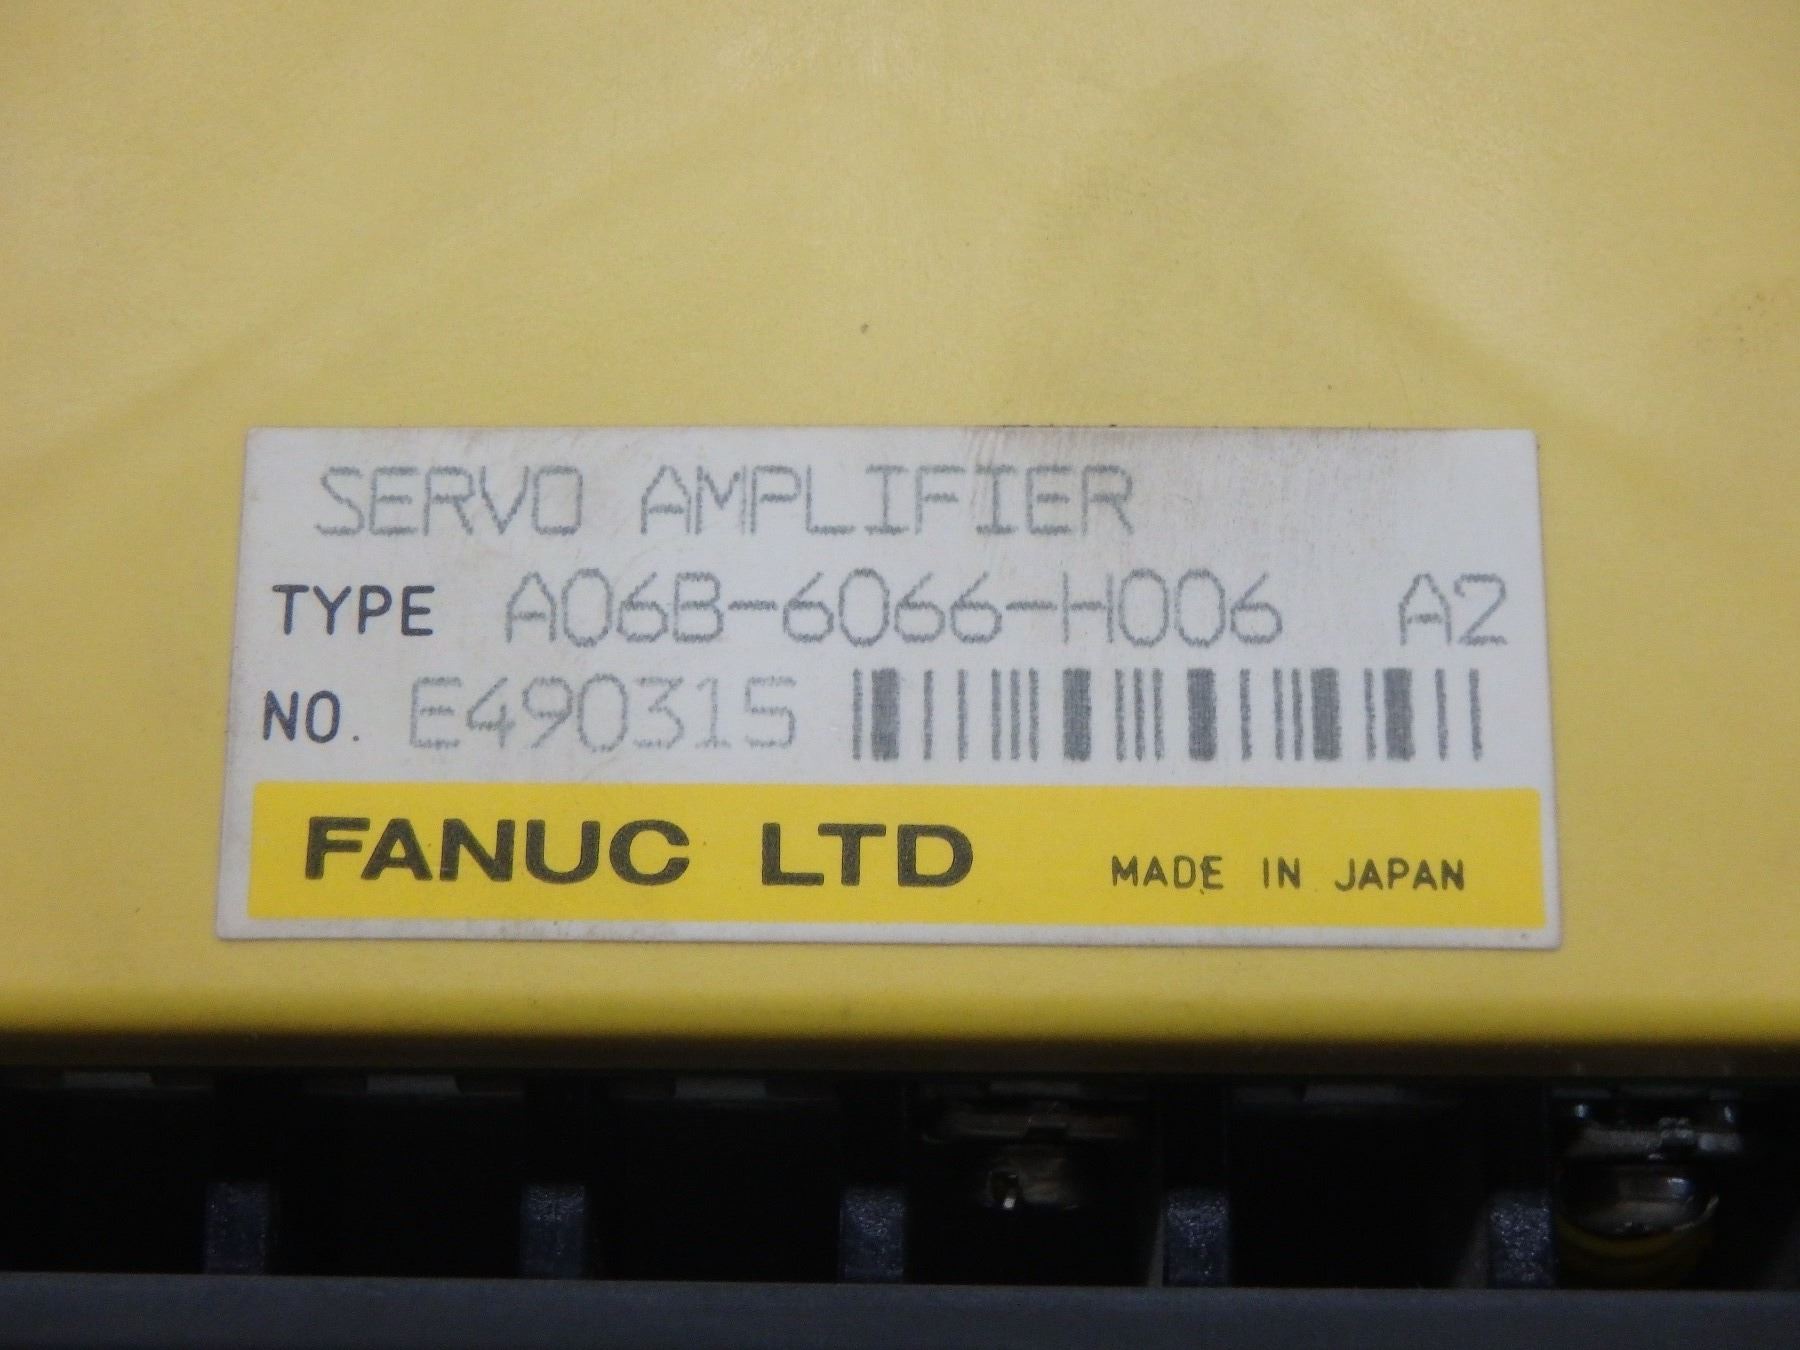 SERVO AMPLIFIER
TYPE A06B-6066-H006 A2
NO. E490315
FANUC LTD MADE IN JAPAN